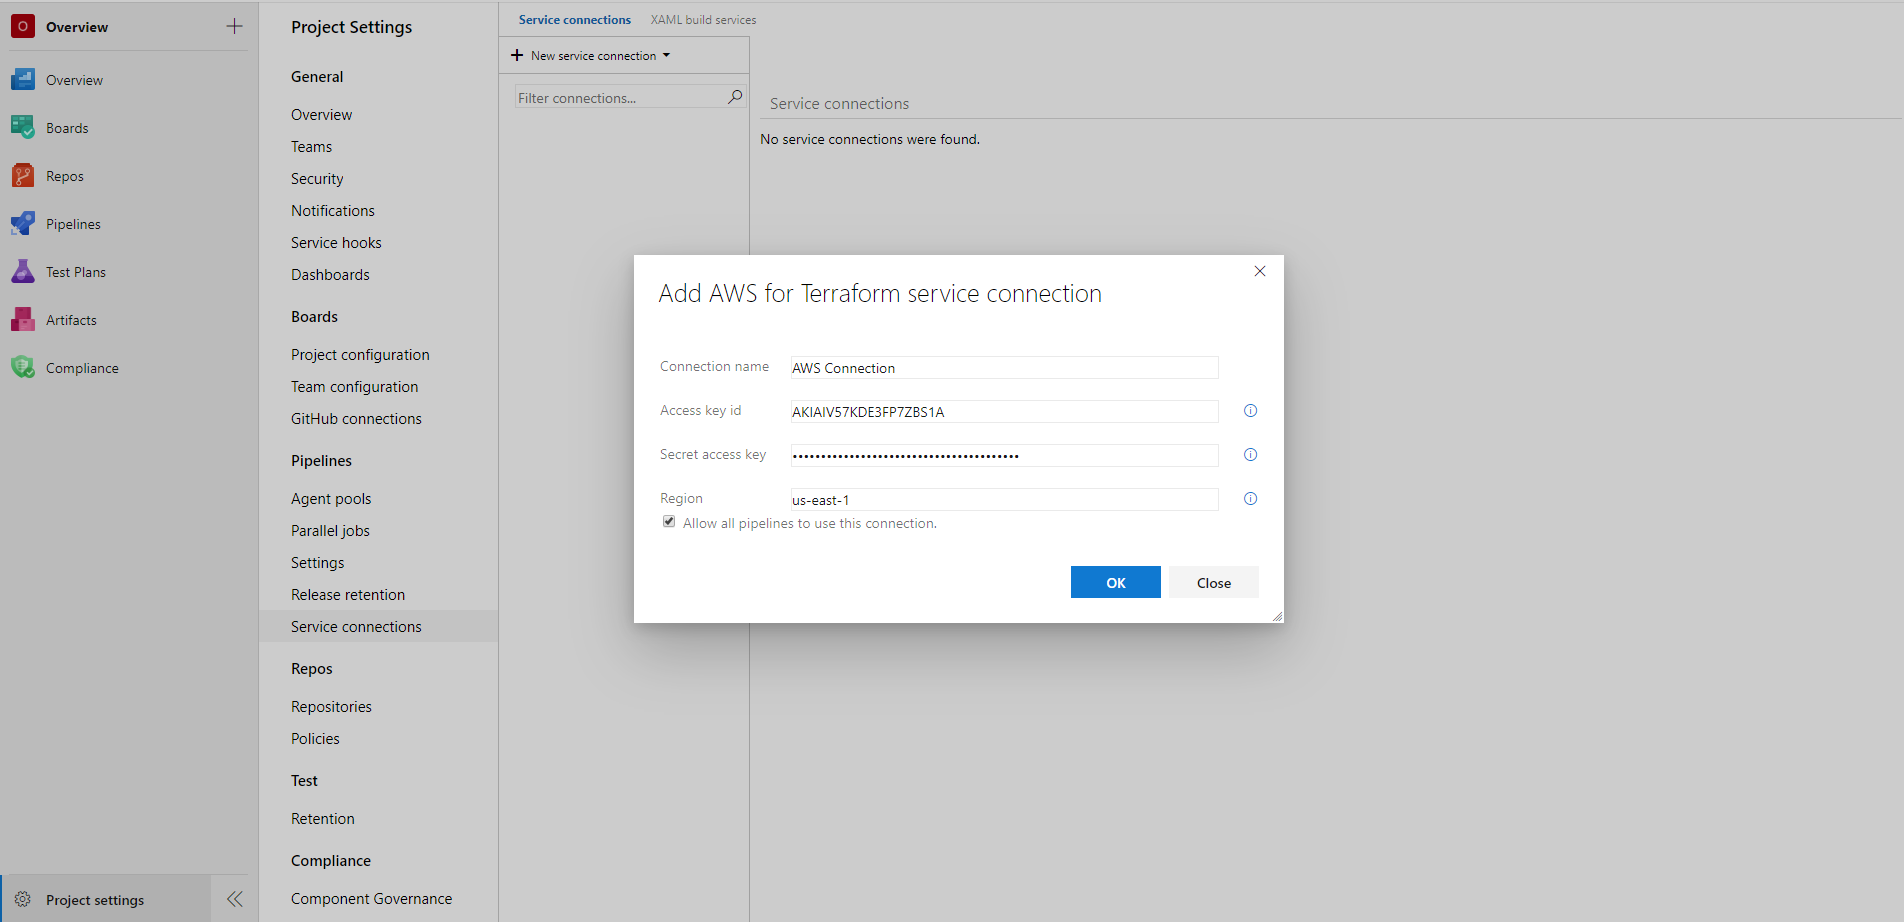 O Overview
Overview
Boards
Repos
Pipelines
Test Plans
Artifacts
Compliance
Project settings
Project Settings
General
Overview
Teams
Security
Notifications
Service hooks
Dashboards
Boards
Project configuration
Team configuration
GitHub connections
Pipelines
Agent pools
Parallel jobs
Settings
Release retention
Service connections
Repos
Repositories
Policies
Test
Retention
Compliance
Component Governance
Service connections XAML build services
New service connection
Filter connections...
Service connections
No service connections were found.
Add AWS for Terraform service connection
Connection name AWS Connection
Access key id AKIAIV57KDE3FP7ZBS1A
Secret access key ••••••••••••••••••••••••••••••••••••••••
Region us-east-1
Allow all pipelines to use this connection.
OK Close